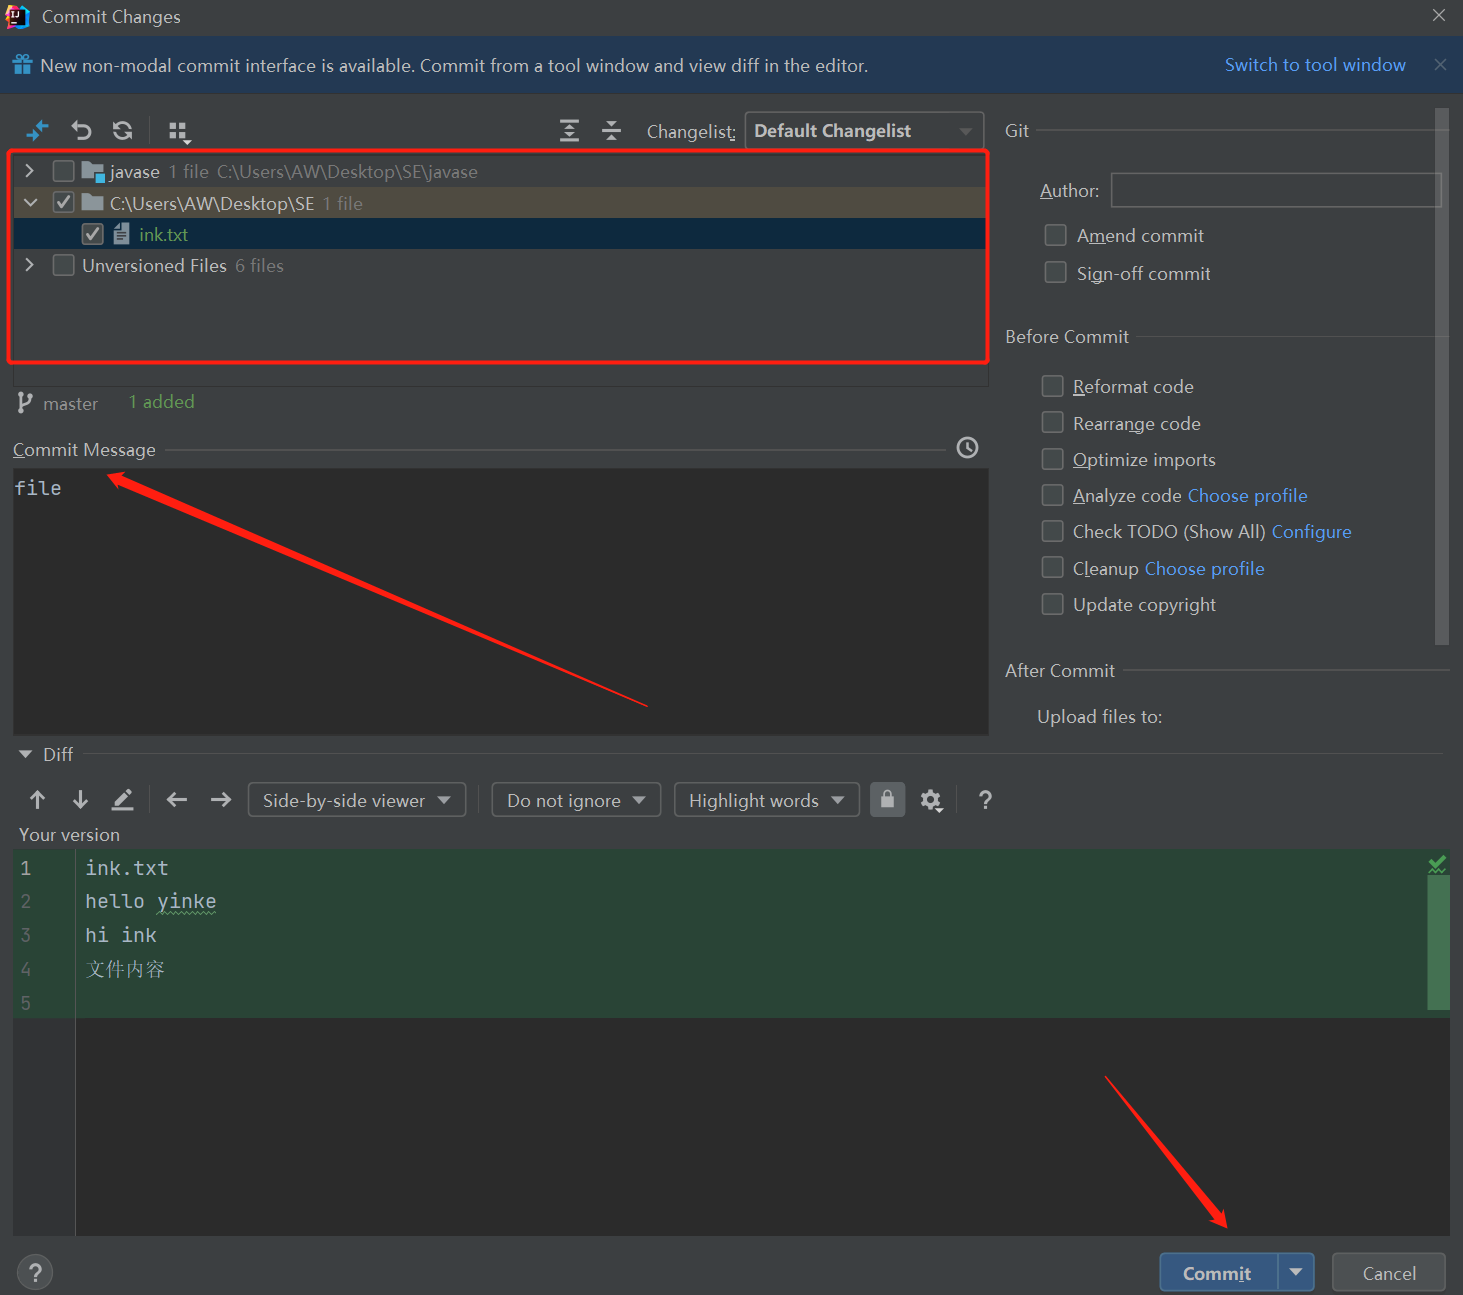 Commit Changes
New non-modal commit interface is available. Commit from a tool window and view diff in the editor.
Switch to tool window
Changelist: Default Changelist
javase 1 file C:\Users\AW\Desktop\SE\javase
C:\Users\AW\Desktop\SE 1 file
ink.txt
Unversioned Files 6 files
master 1 added
Commit Message
file
Git
Author:
Amend commit
Sign-off commit
Before Commit
Reformat code
Rearrange code
Optimize imports
Analyze code Choose profile
Check TODO (Show All) Configure
Cleanup Choose profile
Update copyright
After Commit
Upload files to:
Diff
Side-by-side viewer Do not ignore Highlight words ?
Your version
1 ink.txt
2 hello yinke
3 hi ink
4 文件内容
5
? Commit Cancel